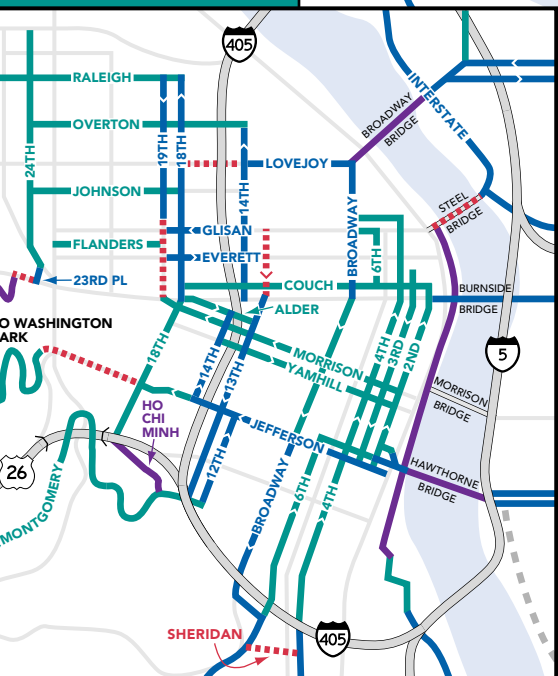 405
RALEIGH
INTERSTATE
BROADWAY
BRIDGE
OVERTON
24TH
19TH
18TH
LOVEJOY
14TH
JOHNSON
STEEL
BRIDGE
BROADWAY
GLISAN
FLANDERS
EVERETT
6TH
23RD PL
COUCH
BURNSIDE
BRIDGE
ALDER
O WASHINGTON
ARK
18TH
14TH
13TH
MORRISON
YAMHILL
4TH
3RD
2ND
5
MORRISON
BRIDGE
HO
CHI
MINH
JEFFERSON
26
12TH
HAWTHORNE
BRIDGE
MONTGOMERY
BROADWAY
6TH
4TH
SHERIDAN
405